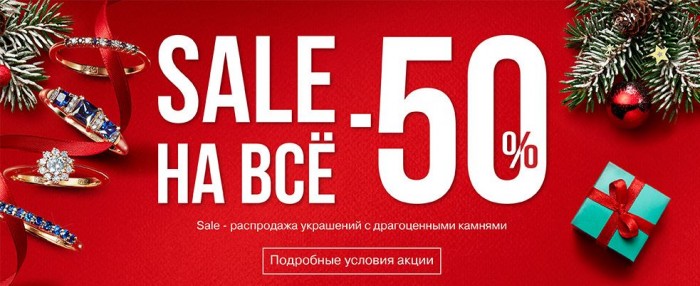 SALE
НА ВСЁ
-50%
Sale - распродажа украшений с драгоценными камнями
Подробные условия акции